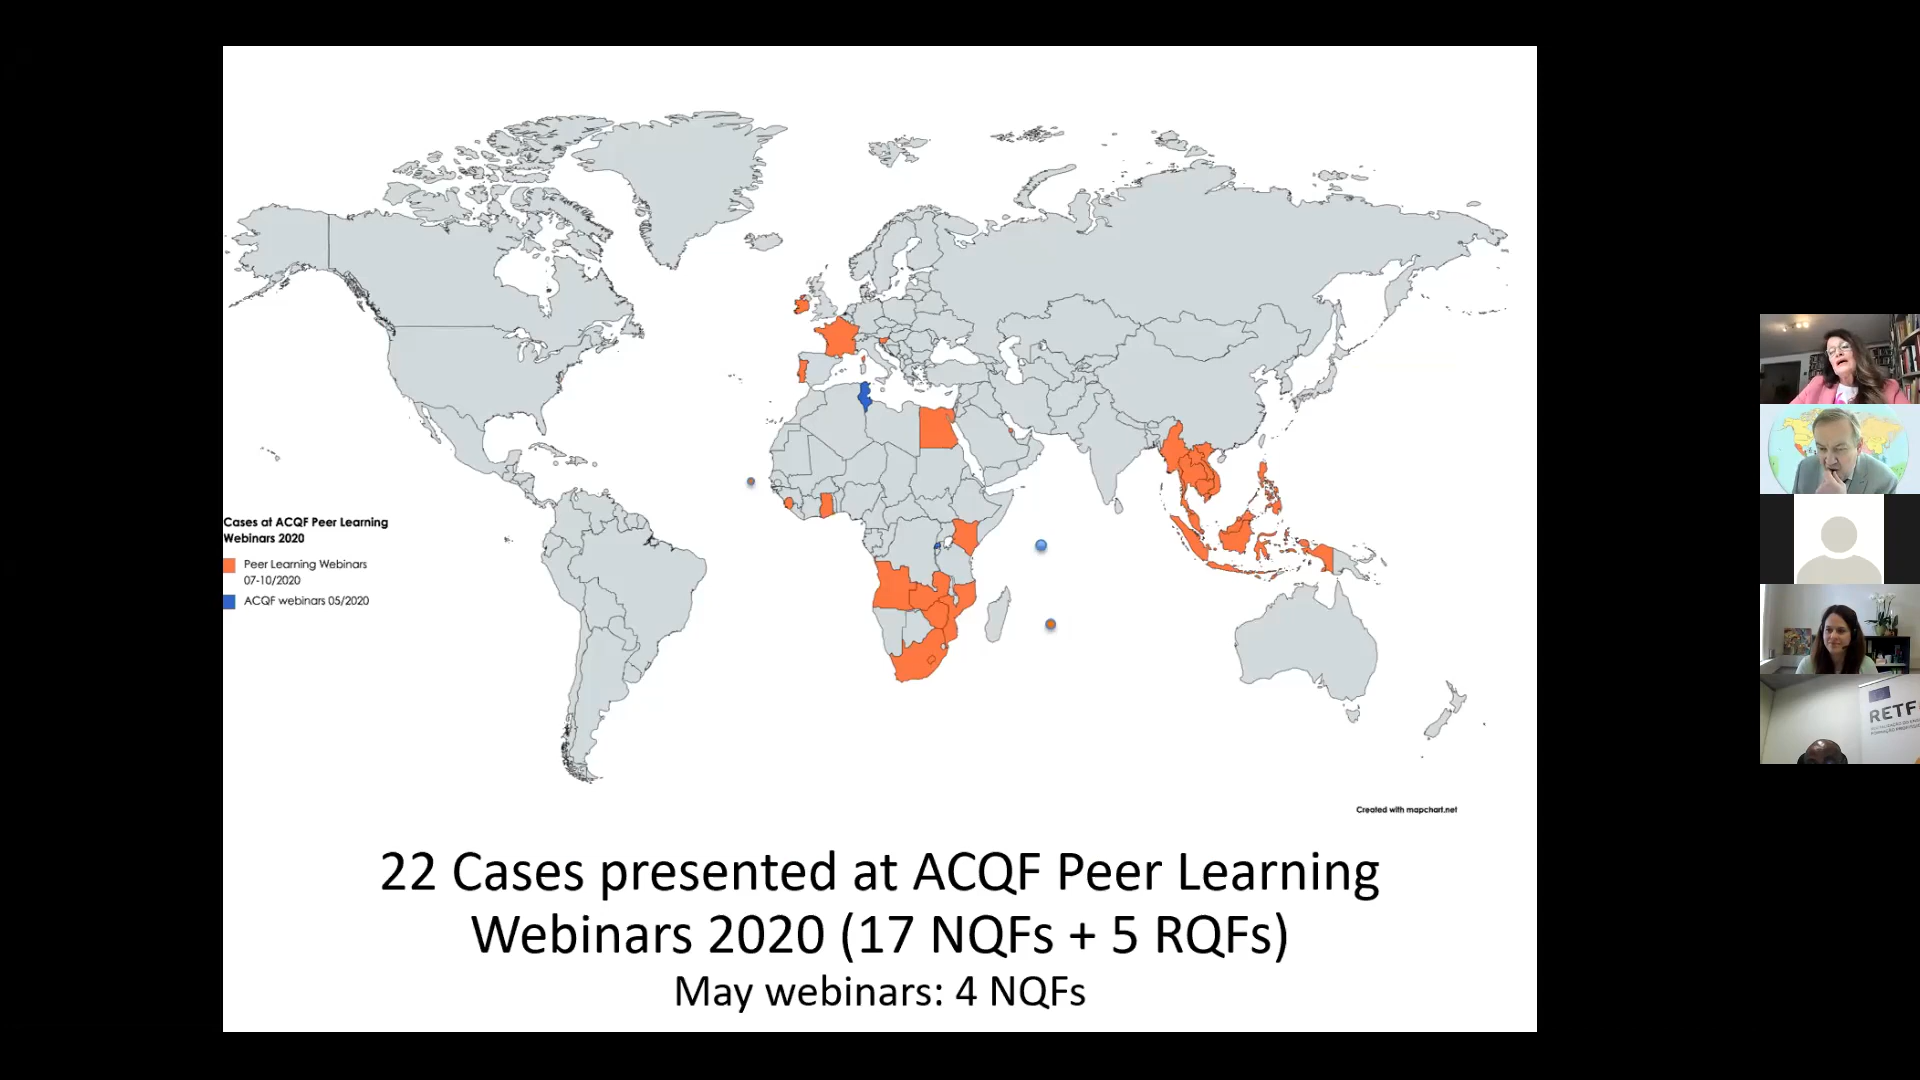 Cases at ACQF Peer Learning
Webinars 2020
Peer Learning Webinars
07-10/2020
ACQF webinars 05/2020
Created with mapchart.net
22 Cases presented at ACQF Peer Learning
Webinars 2020 (17 NQFs + 5 RQFs)
May webinars: 4 NQFs
RETF